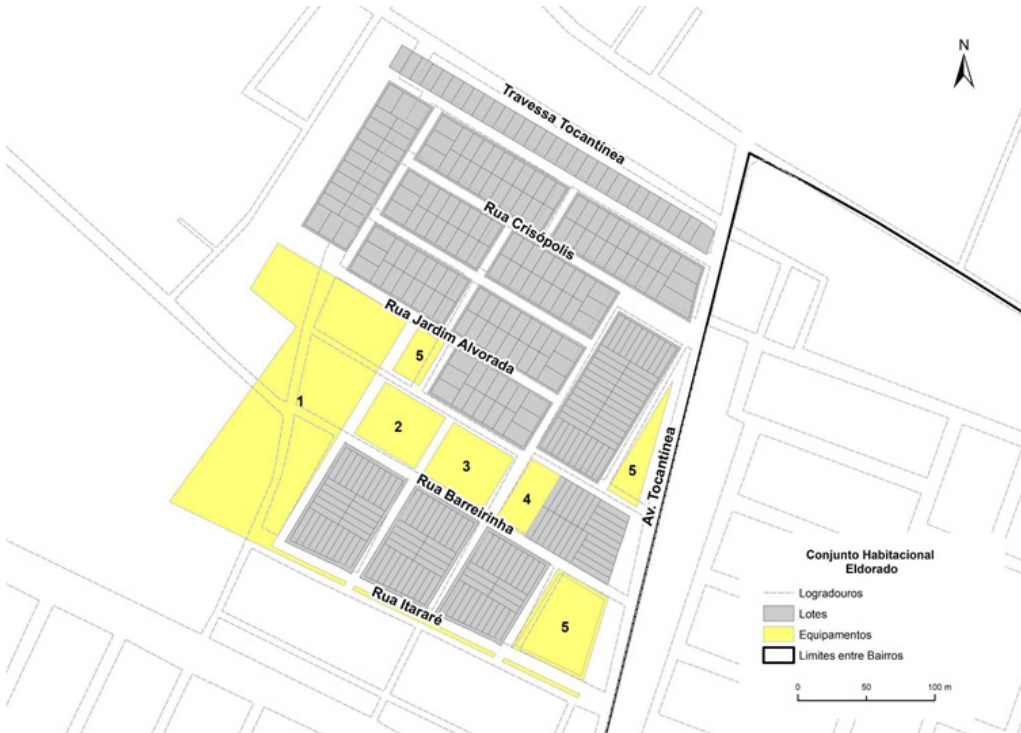 N
Travessa Tocantínea
Rua Crisópolis
Rua Jardim Alvorada
5
1
2
3
4
5
Av. Tocantínea
Rua Barreirinha
Rua Itararé
5
Conjunto Habitacional
Eldorado
Logradouros
Lotes
Equipamentos
Limites entre Bairros
0 50 100 m